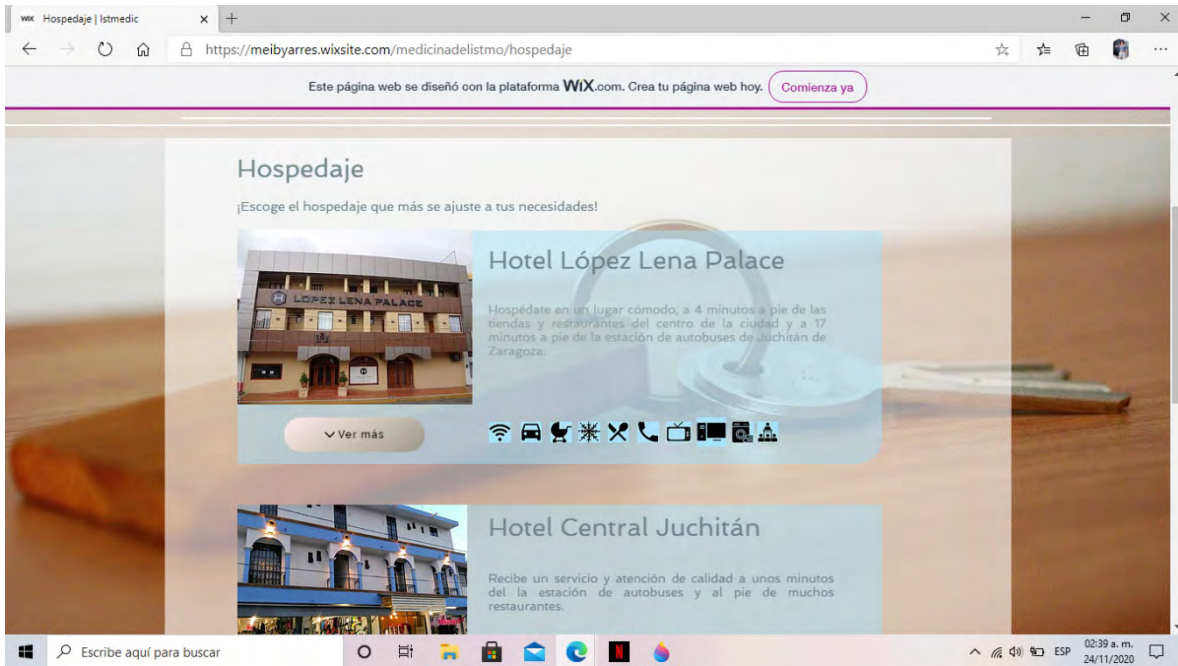 WiX Hospedaje | Istmedic
https://meibyarres.wixsite.com/medicinadelistmo/hospedaje
Este página web se diseñó con la plataforma WiX.com. Crea tu página web hoy. Comienza ya
Hospedaje
¡Escoge el hospedaje que más se ajuste a tus necesidades!
LOPEZ LENA PALACE
Hotel López Lena Palace
Hospédate en un lugar cómodo, a 4 minutos a pie de las
tiendas y restaurantes del centro de la ciudad y a 17
minutos a pie de la estación de autobuses de Juchitán de
Zaragoza.
Ver más
Hotel Central Juchitán
Recibe un servicio y atención de calidad a unos minutos
del la estación de autobuses y al pie de muchos
restaurantes.
Escribe aquí para buscar
N
ESP
02:39 a. m.
24/11/2020